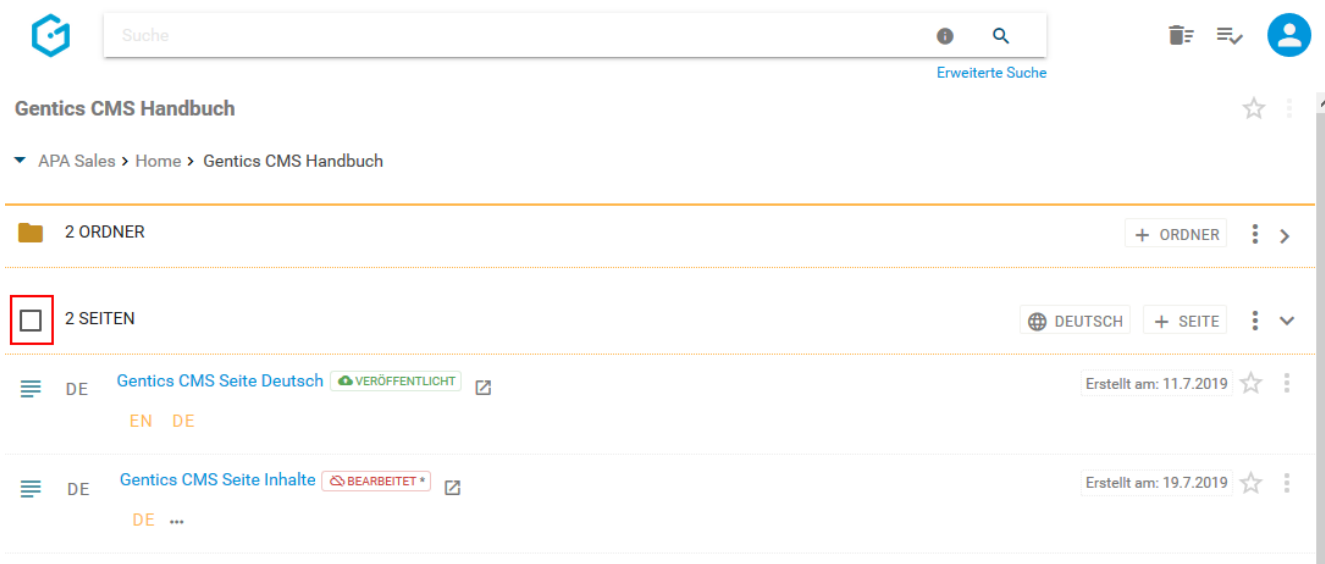 Suche
Erweiterte Suche
Gentics CMS Handbuch
APA Sales > Home > Gentics CMS Handbuch
2 ORDNER + ORDNER
2 SEITEN DEUTSCH + SEITE
DE Gentics CMS Seite Deutsch VERÖFFENTLICHT Erstellt am: 11.7.2019
EN DE
DE Gentics CMS Seite Inhalte BEARBEITET * Erstellt am: 19.7.2019
DE ...